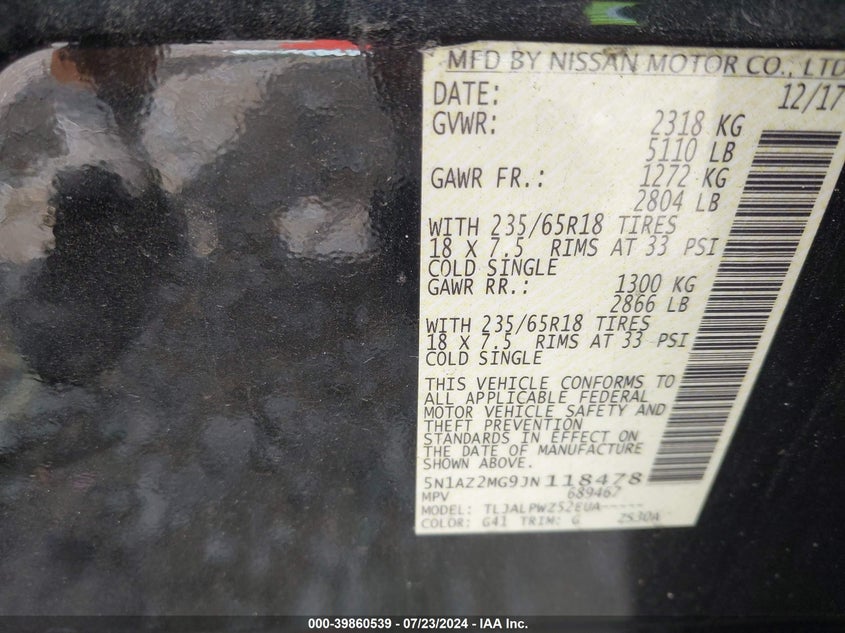 MFD BY NISSAN MOTOR CO., LTD
DATE: 12/17
GVWR: 2318 KG
5110 LB
GAWR FR.: 1272 KG
2804 LB
WITH 235/65R18 TIRES
18 X 7.5 RIMS AT 33 PSI
COLD SINGLE
GAWR RR.: 1300 KG
2866 LB
WITH 235/65R18 TIRES
18 X 7.5 RIMS AT 33 PSI
COLD SINGLE
THIS VEHICLE CONFORMS TO
ALL APPLICABLE FEDERAL
MOTOR VEHICLE SAFETY AND
THEFT PREVENTION
STANDARDS IN EFFECT ON
THE DATE OF MANUFACTURE
SHOWN ABOVE.
5N1AZ2MG9JN118478
MPV 689467
MODEL: TLJALPWZ52EUA-----
COLOR: G41 TRIM: G 2S30A
000-39860539 - 07/23/2024 - IAA Inc.